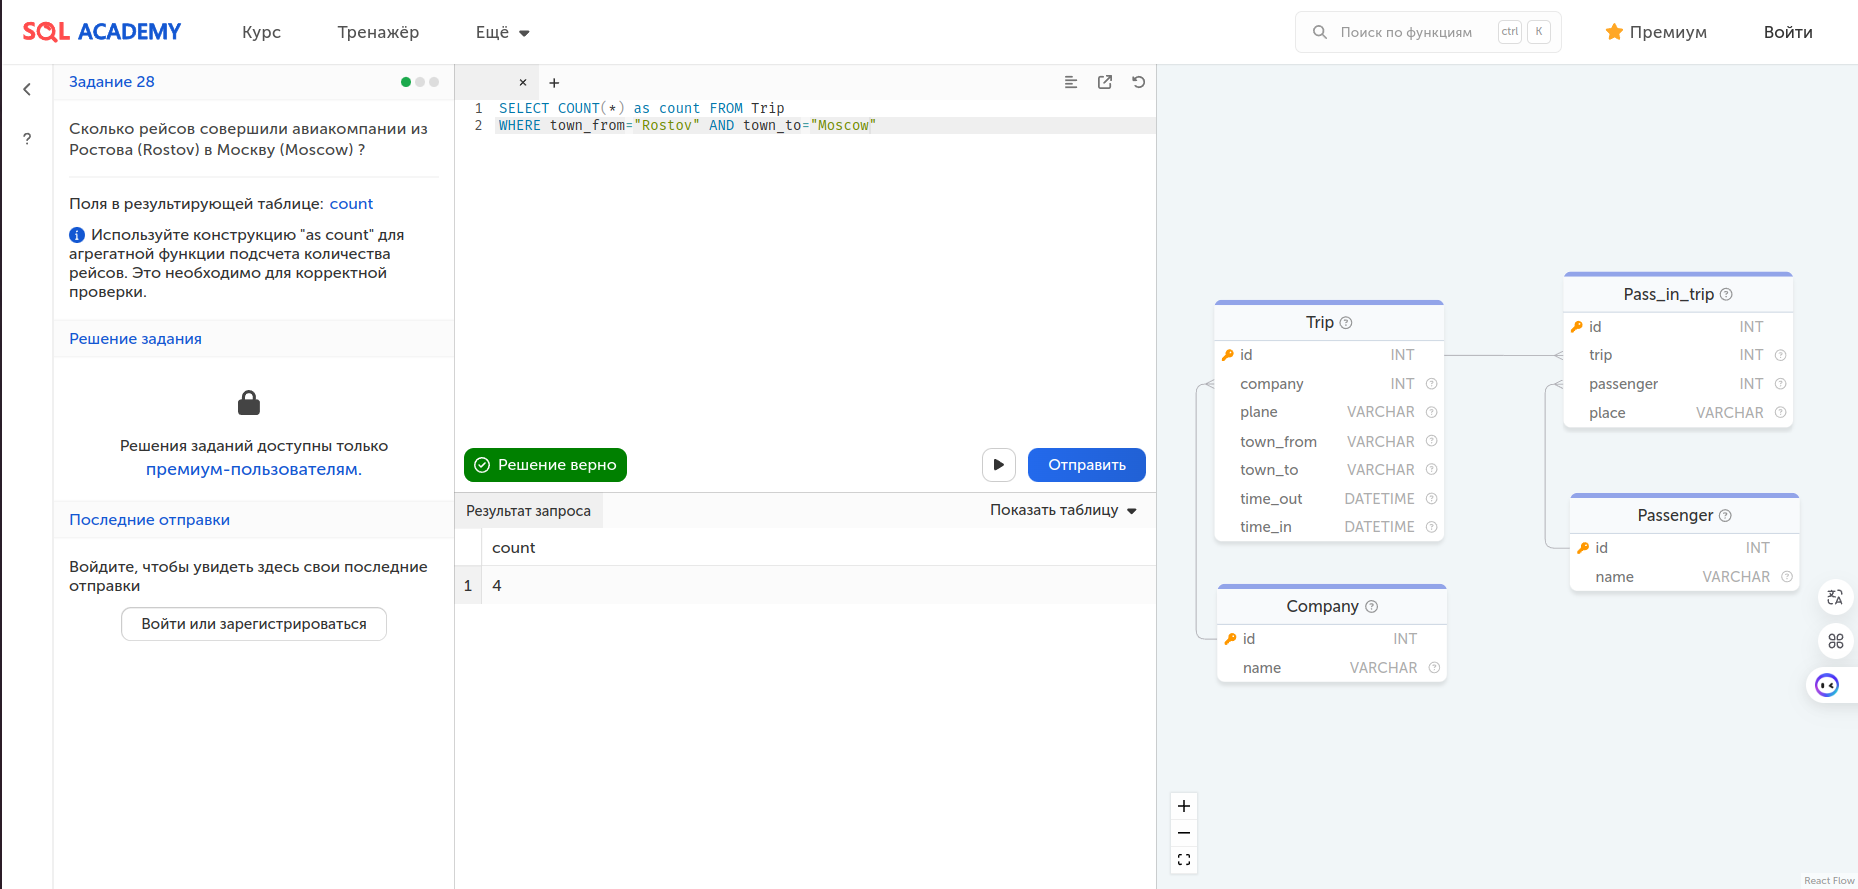 SQL ACADEMY
Курс
Тренажёр
Ещё
Поиск по функциям
ctrl
K
Премиум
Войти
?
Задание 28
Сколько рейсов совершили авиакомпании из
Ростова (Rostov) в Москву (Moscow) ?
Поля в результирующей таблице: count
Используйте конструкцию "as count" для
агрегатной функции подсчета количества
рейсов. Это необходимо для корректной
проверки.
Решение задания
Решения заданий доступны только
премиум-пользователям.
Последние отправки
Войдите, чтобы увидеть здесь свои последние
отправки
Войти или зарегистрироваться
1 SELECT COUNT(*) as count FROM Trip
2 WHERE town_from="Rostov" AND town_to="Moscow"
Решение верно
Отправить
Результат запроса
Показать таблицу
count
1 4
Trip
id INT
company INT
plane VARCHAR
town_from VARCHAR
town_to VARCHAR
time_out DATETIME
time_in DATETIME
Company
id INT
name VARCHAR
Pass_in_trip
id INT
trip INT
passenger INT
place VARCHAR
Passenger
id INT
name VARCHAR
React Flow